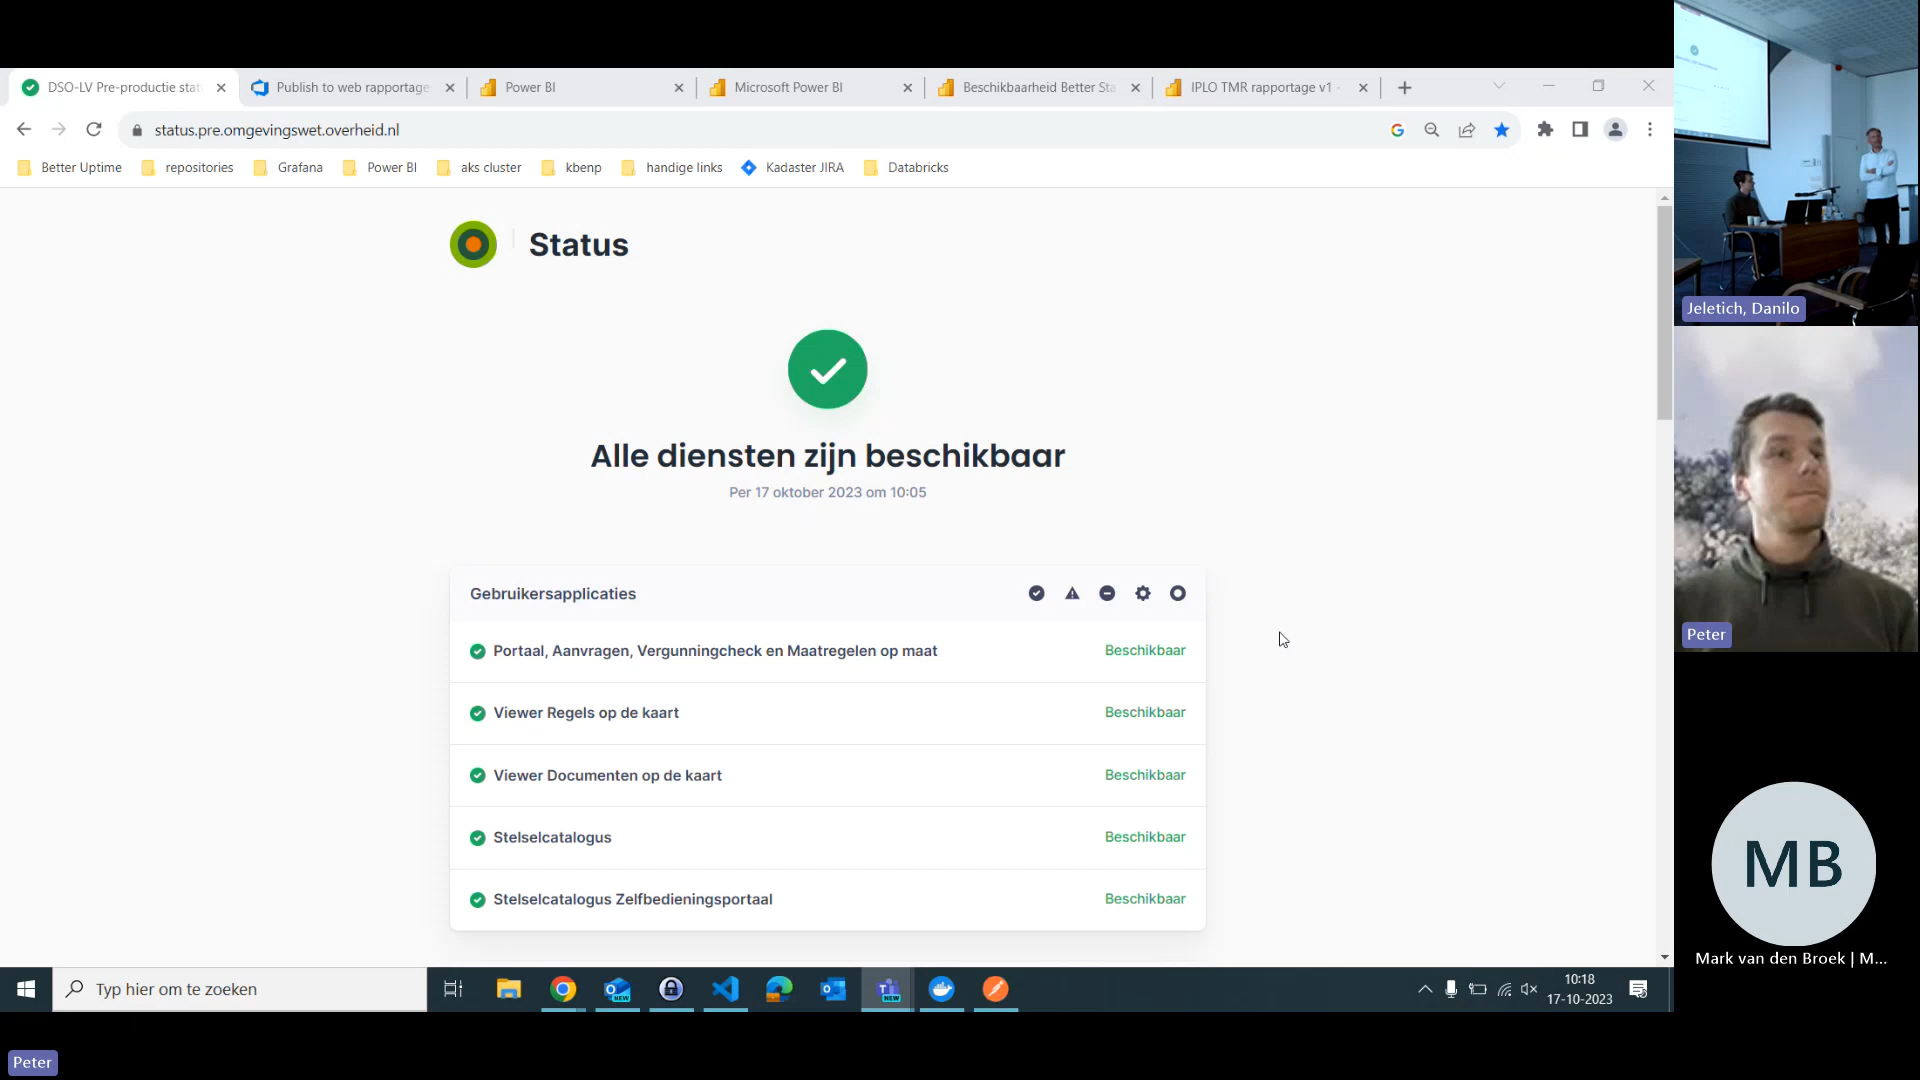 DSO-LV Pre-productie stat
Publish to web rapportage
Power BI
Microsoft Power BI
Beschikbaarheid Better Sta
IPLO TMR rapportage v1 -
status.pre.omgevingswet.overheid.nl
Better Uptime
repositories
Grafana
Power BI
aks cluster
kbenp
handige links
Kadaster JIRA
Databricks
Status
Alle diensten zijn beschikbaar
Per 17 oktober 2023 om 10:05
Gebruikersapplicaties
Portaal, Aanvragen, Vergunningcheck en Maatregelen op maat Beschikbaar
Viewer Regels op de kaart Beschikbaar
Viewer Documenten op de kaart Beschikbaar
Stelselcatalogus Beschikbaar
Stelselcatalogus Zelfbedieningsportaal Beschikbaar
Typ hier om te zoeken
10:18
17-10-2023
Jeletich, Danilo
Peter
MB
Mark van den Broek | M...
Peter